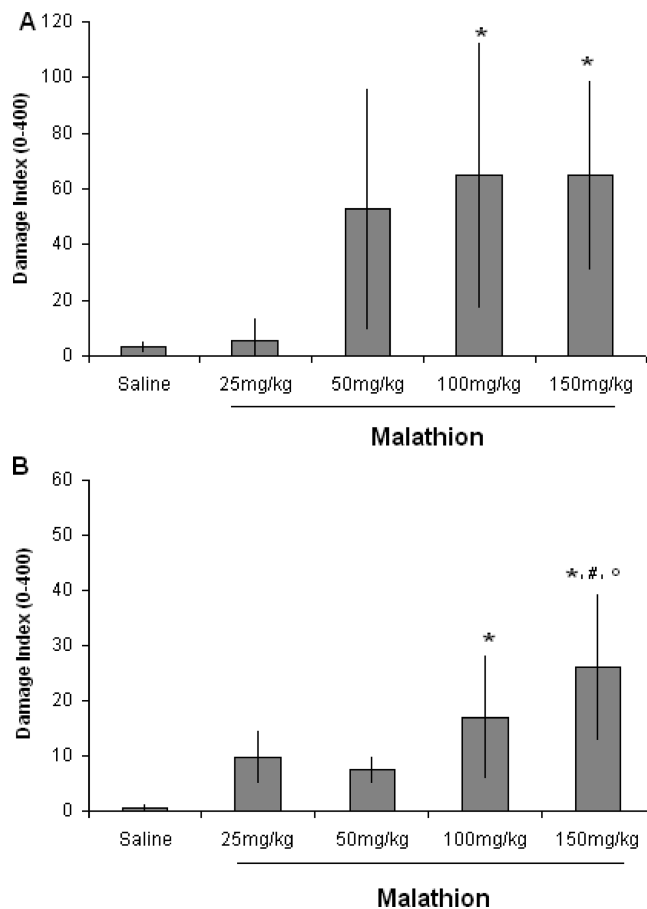 A
Damage Index (0-400)
120
100
80
60
40
20
0
* *
Saline 25mg/kg 50mg/kg 100mg/kg 150mg/kg
Malathion
B
Damage Index (0-400)
60
50
40
30
20
10
0
* *, #, °
Saline 25mg/kg 50mg/kg 100mg/kg 150mg/kg
Malathion